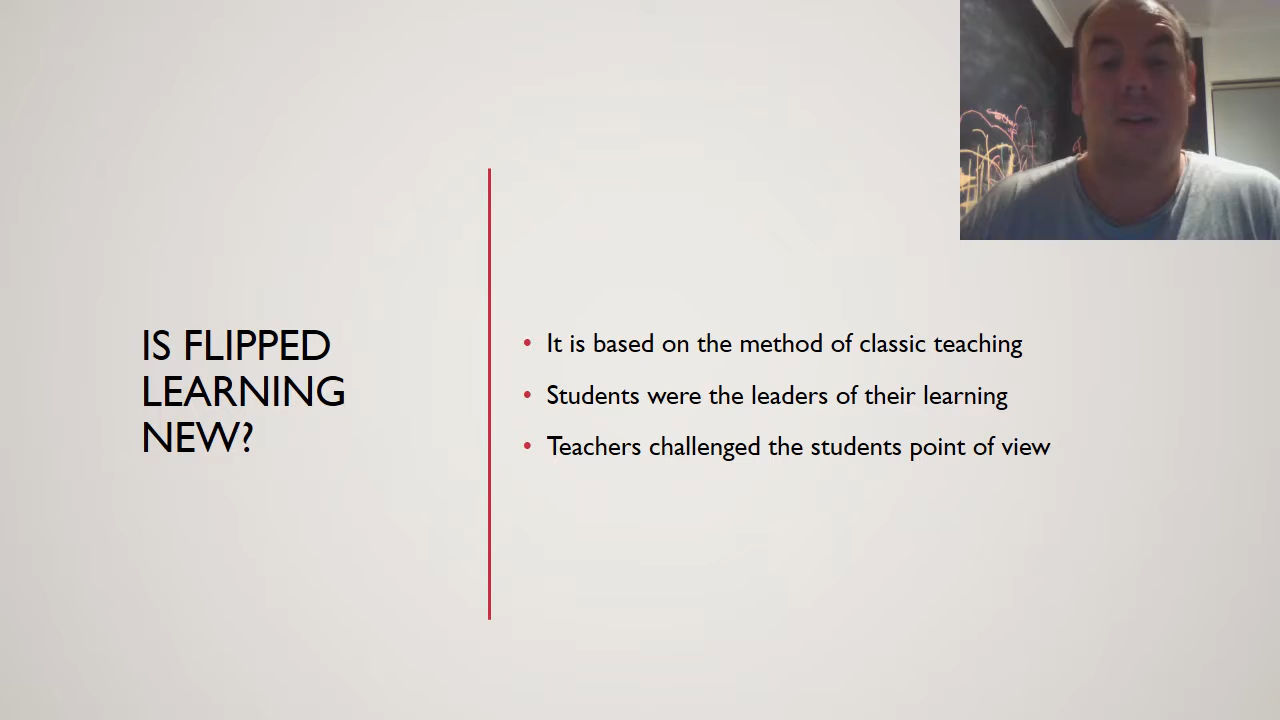 IS FLIPPED
LEARNING
NEW?
• It is based on the method of classic teaching
• Students were the leaders of their learning
• Teachers challenged the students point of view